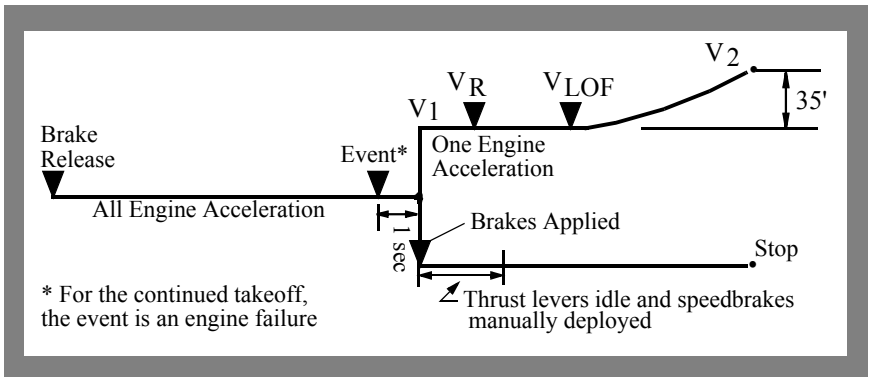 V2
VR
VLOF
35'
V1
Brake
Release
Event*
One Engine
Acceleration
All Engine Acceleration
1 sec
Brakes Applied
Stop
* For the continued takeoff,
the event is an engine failure
Thrust levers idle and speedbrakes
manually deployed